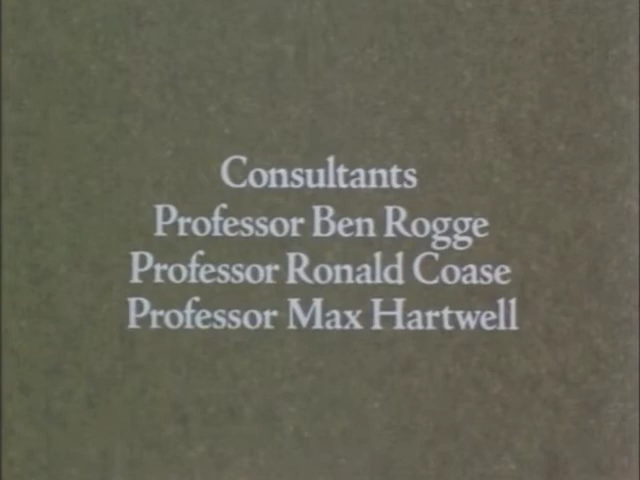 Consultants
Professor Ben Rogge
Professor Ronald Coase
Professor Max Hartwell